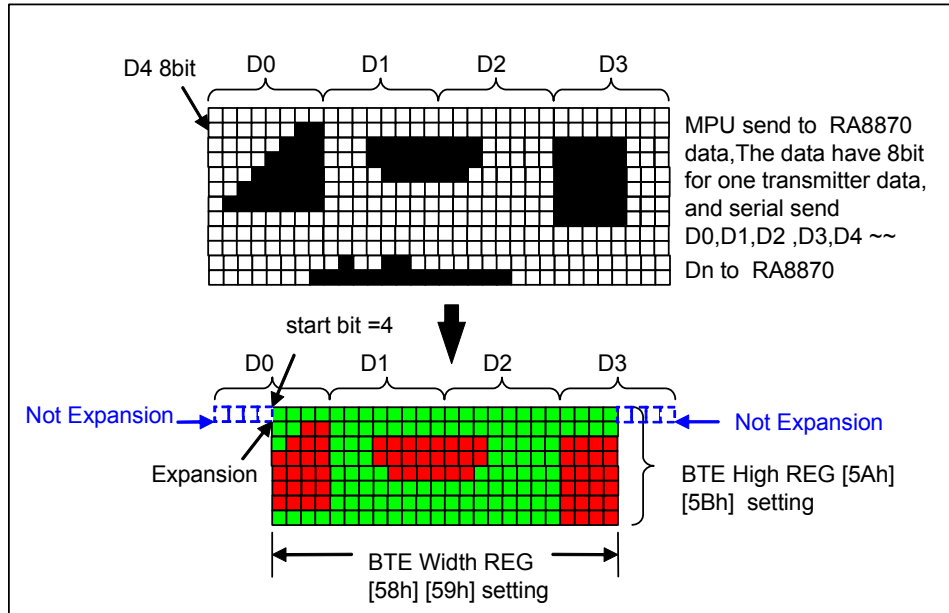 D0 D1 D2 D3
D4 8bit
MPU send to RA8870
data,The data have 8bit
for one transmitter data,
and serial send
D0,D1,D2 ,D3,D4 ~~
Dn to RA8870
start bit =4
D0 D1 D2 D3
Not Expansion
Not Expansion
Expansion
BTE High REG [5Ah]
[5Bh] setting
BTE Width REG
[58h] [59h] setting